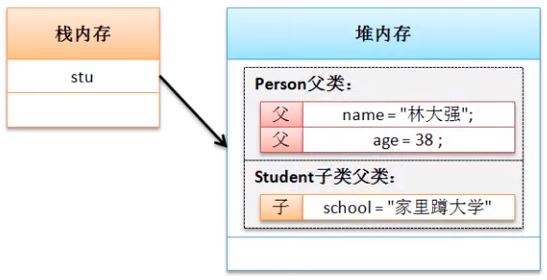 栈内存
stu
堆内存
Person父类:
父 name = "林大强";
父 age = 38 ;
Student子类父类:
子 school = "家里蹲大学"